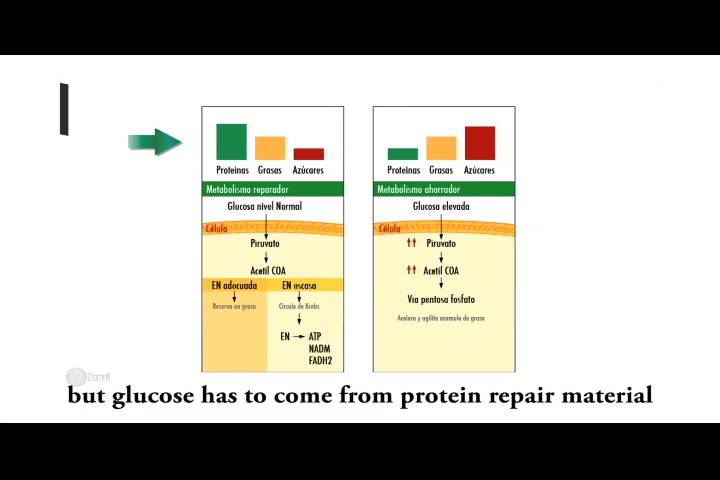 Proteinas Grasas Azúcares
Metabolismo reparador
Glucosa nivel Normal
Célula
Piruvato
Acetil COA
EN adecuada EN escasa
Reserva en grasa Circulo de Krebs
EN ATP
NADM
FADH2
Proteinas Grasas Azúcares
Metabolismo ahorrador
Glucosa elevada
Célula
Piruvato
Acetil COA
Via pentosa fosfato
Acelera y agiliza acumulo de grasa
but glucose has to come from protein repair material